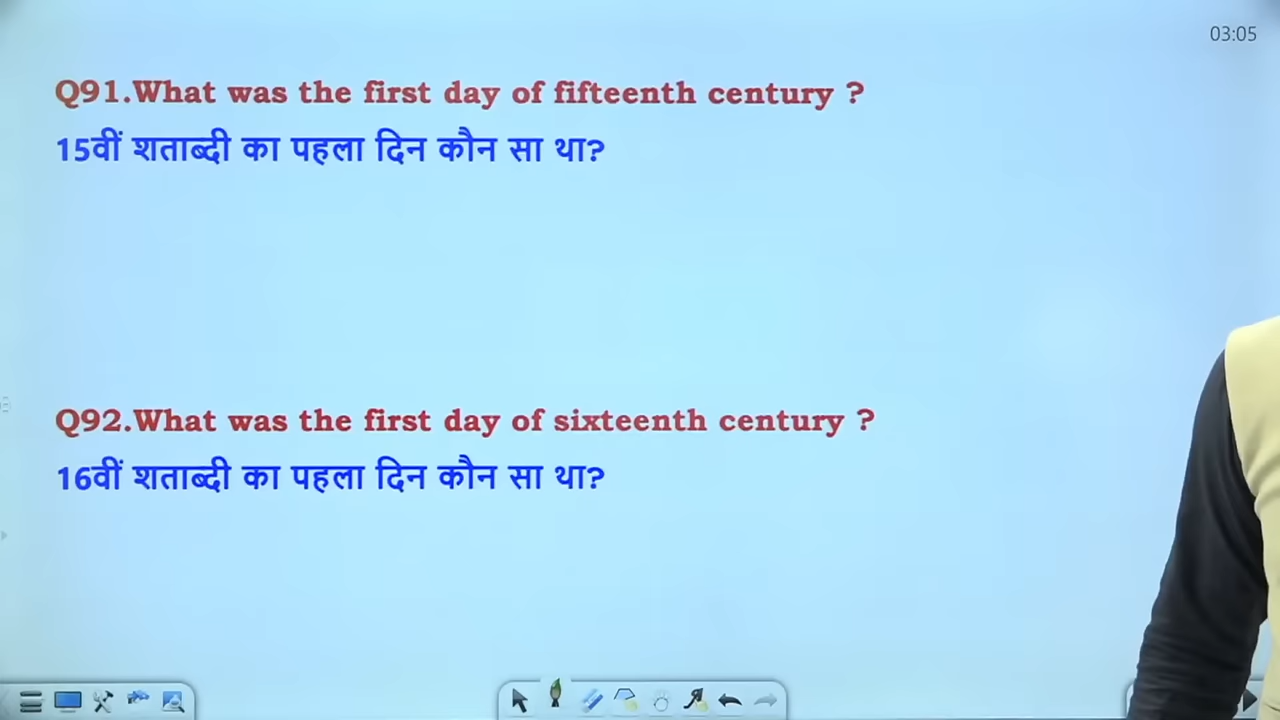 03:05
Q91.What was the first day of fifteenth century ?
15वीं शताब्दी का पहला दिन कौन सा था?
Q92.What was the first day of sixteenth century ?
16वीं शताब्दी का पहला दिन कौन सा था?